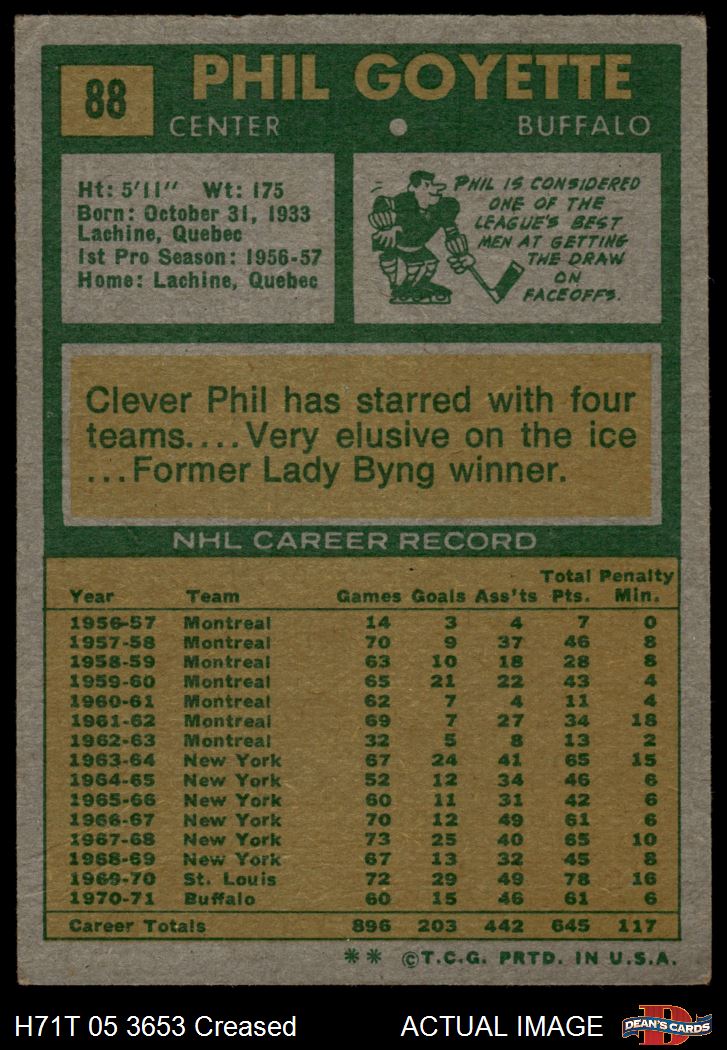 88
PHIL GOYETTE
CENTER • BUFFALO
Ht: 5'11" Wt: 175
Born: October 31, 1933
Lachine, Quebec
1st Pro Season: 1956-57
Home: Lachine, Quebec
PHIL IS CONSIDERED
ONE OF THE
LEAGUE'S BEST
MEN AT GETTING
THE DRAW
ON
FACEOFFS.
Clever Phil has starred with four
teams....Very elusive on the ice
...Former Lady Byng winner.
NHL CAREER RECORD
Total Penalty
Year Team Games Goals Ass'ts Pts. Min.
1956-57 Montreal 14 3 4 7 0
1957-58 Montreal 70 9 37 46 8
1958-59 Montreal 63 10 18 28 8
1959-60 Montreal 65 21 22 43 4
1960-61 Montreal 62 7 4 11 4
1961-62 Montreal 69 7 27 34 18
1962-63 Montreal 32 5 8 13 2
1963-64 New York 67 24 41 65 15
1964-65 New York 52 12 34 46 6
1965-66 New York 60 11 31 42 6
1966-67 New York 70 12 49 61 6
1967-68 New York 73 25 40 65 10
1968-69 New York 67 13 32 45 8
1969-70 St. Louis 72 29 49 78 16
1970-71 Buffalo 60 15 46 61 6
Career Totals 896 203 442 645 117
** ©T.C.G. PRTD. IN U.S.A.
H71T 05 3653 Creased ACTUAL IMAGE
DEAN'S CARDS